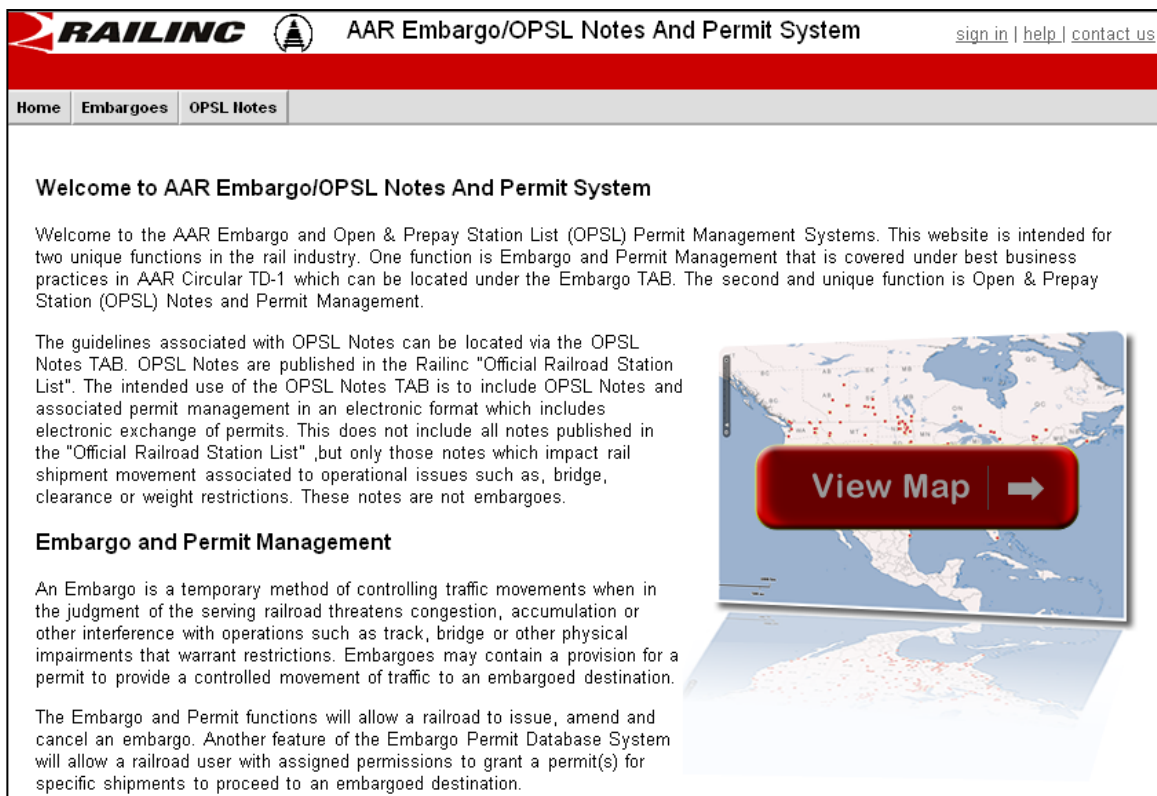 RAILINC AAR Embargo/OPSL Notes And Permit System sign in | help | contact us
Home Embargoes OPSL Notes
Welcome to AAR Embargo/OPSL Notes And Permit System
Welcome to the AAR Embargo and Open & Prepay Station List (OPSL) Permit Management Systems. This website is intended for
two unique functions in the rail industry. One function is Embargo and Permit Management that is covered under best business
practices in AAR Circular TD-1 which can be located under the Embargo TAB. The second and unique function is Open & Prepay
Station (OPSL) Notes and Permit Management.
The guidelines associated with OPSL Notes can be located via the OPSL
Notes TAB. OPSL Notes are published in the Railinc "Official Railroad Station
List". The intended use of the OPSL Notes TAB is to include OPSL Notes and
associated permit management in an electronic format which includes
electronic exchange of permits. This does not include all notes published in
the "Official Railroad Station List" ,but only those notes which impact rail
shipment movement associated to operational issues such as, bridge,
clearance or weight restrictions. These notes are not embargoes.
View Map
Embargo and Permit Management
An Embargo is a temporary method of controlling traffic movements when in
the judgment of the serving railroad threatens congestion, accumulation or
other interference with operations such as track, bridge or other physical
impairments that warrant restrictions. Embargoes may contain a provision for a
permit to provide a controlled movement of traffic to an embargoed destination.
The Embargo and Permit functions will allow a railroad to issue, amend and
cancel an embargo. Another feature of the Embargo Permit Database System
will allow a railroad user with assigned permissions to grant a permit(s) for
specific shipments to proceed to an embargoed destination.